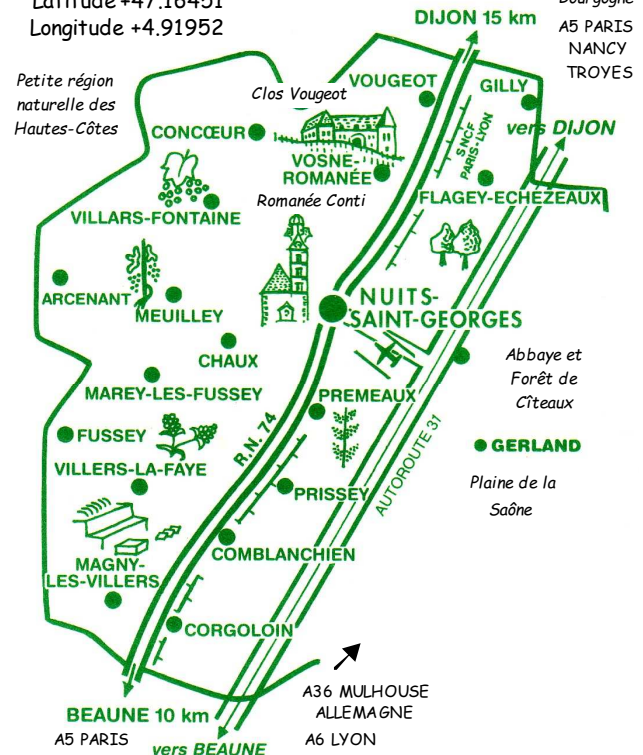 Latitude +47.16451
Longitude +4.91952
Bourgogne
DIJON 15 km
A5 PARIS
NANCY
TROYES
Petite région
naturelle des
Hautes-Côtes
Clos Vougeot
VOUGEOT
GILLY
CONCŒUR
vers DIJON
S NCF
PARIS-LYON
VOSNE-
ROMANÉE
Romanée Conti
FLAGEY-ECHEZEAUX
VILLARS-FONTAINE
ARCENANT
MEUILLEY
NUITS-
SAINT-GEORGES
CHAUX
Abbaye et
Forêt de
Cîteaux
MAREY-LES-FUSSEY
PREMEAUX
FUSSEY
R.N. 74
AUTOROUTE 31
GERLAND
VILLERS-LA-FAYE
PRISSEY
Plaine de la
Saône
COMBLANCHIEN
MAGNY-
LES-VILLERS
CORGOLOIN
A36 MULHOUSE
ALLEMAGNE
BEAUNE 10 km
A5 PARIS
vers BEAUNE
A6 LYON